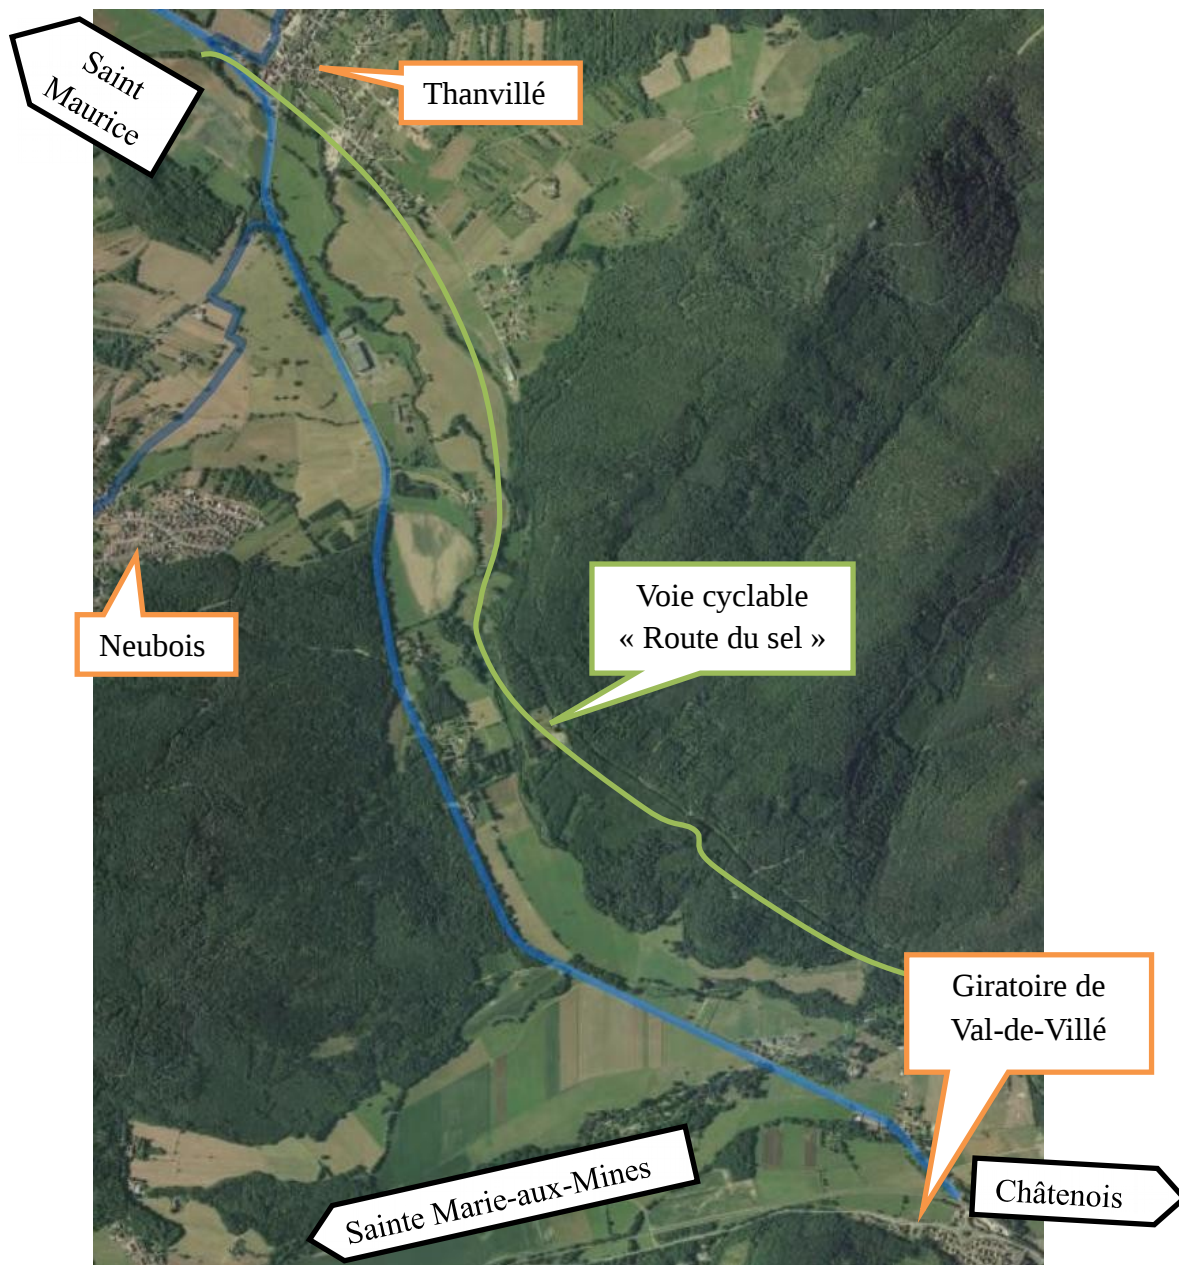 Saint
Maurice
Thanvillé
Voie cyclable
« Route du sel »
Neubois
Giratoire de
Val-de-Villé
Sainte Marie-aux-Mines
Châtenois